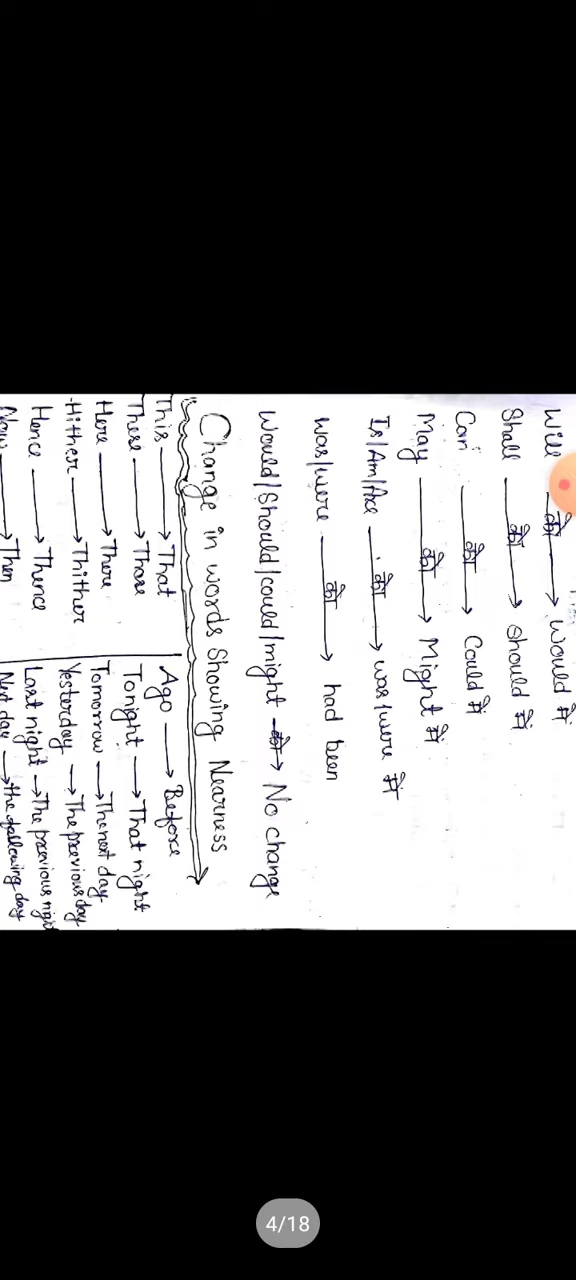 Will को → Would में
Shall को → Should में
Can को → Could में
May को → Might में
Is/Am/Are को → was/were में
was/were को → had been
Would/Should/could/might को → No change
Change in words Showing Nearness
This → That
These → Those
Here → There
Hither → Thither
Hence → Thence
Now → Then
Ago → Before
Tonight → That night
Tomorrow → The next day
Yesterday → The previous day
Last night → The previous night
Next day → the following day
4/18